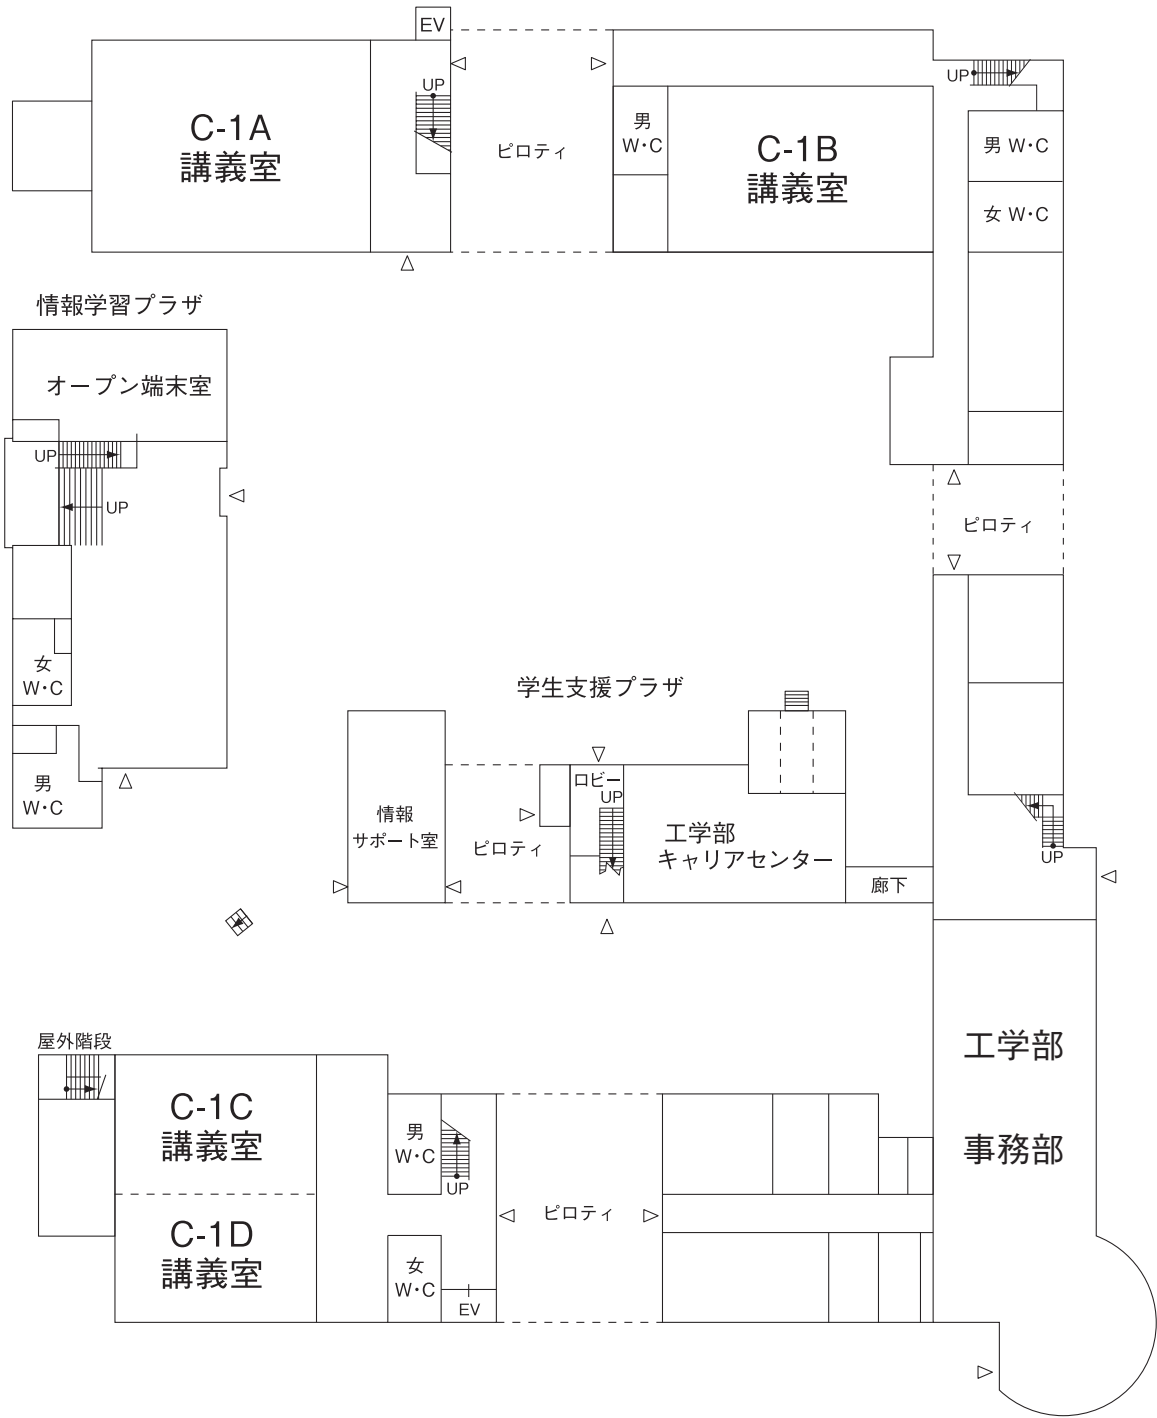 EV
UP
C-1A
講義室
ピロティ
男
W・C
C-1B
講義室
UP
男 W・C
女 W・C
情報学習プラザ
オープン端末室
UP
UP
女
W・C
男
W・C
ピロティ
学生支援プラザ
情報
サポート室
ピロティ
ロビー
UP
工学部
キャリアセンター
廊下
UP
屋外階段
C-1C
講義室
C-1D
講義室
男
W・C
UP
女
W・C
EV
ピロティ
工学部
事務部